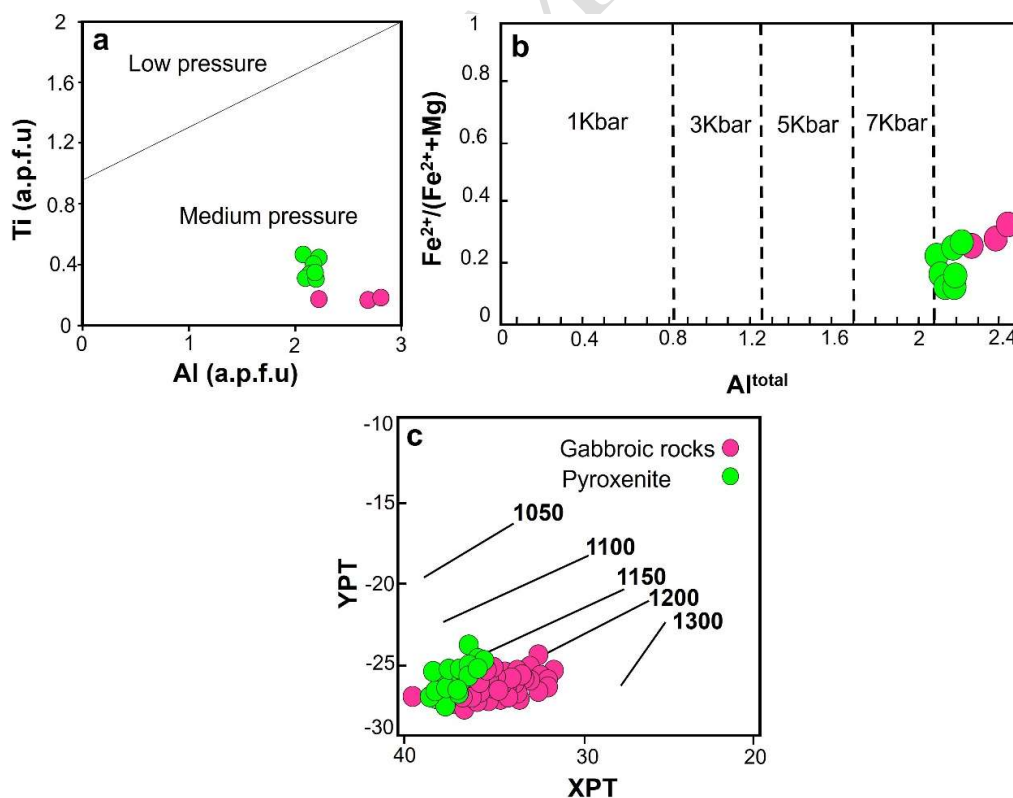 a
2
1.6
1.2
0.8
0.4
0
Ti (a.p.f.u)
Low pressure
Medium pressure
0 1 2 3
Al (a.p.f.u)
b
1
0.8
0.6
0.4
0.2
0
Fe²⁺/(Fe²⁺+Mg)
1Kbar 3Kbar 5Kbar 7Kbar
0 0.4 0.8 1.2 1.6 2 2.4
Al^total
c
-10
-15
-20
-25
-30
YPT
Gabbroic rocks
Pyroxenite
1050
1100
1150
1200
1300
40 30 20
XPT